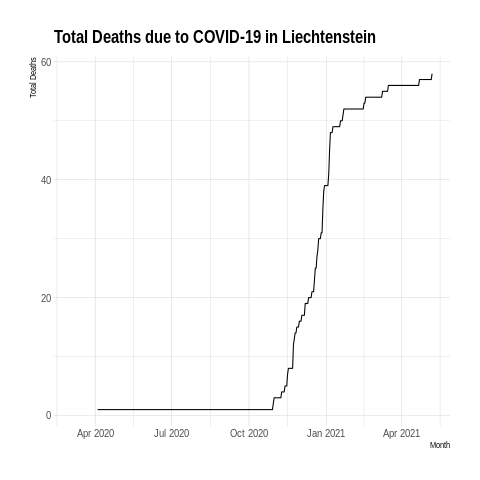 Total Deaths due to COVID-19 in Liechtenstein
Total Deaths
60
40
20
0
Apr 2020 Jul 2020 Oct 2020 Jan 2021 Apr 2021
Month